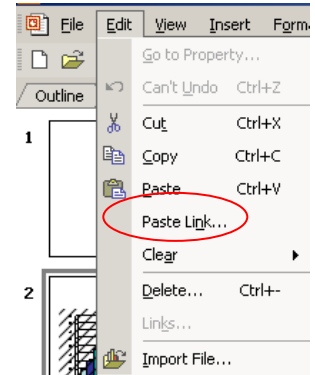 File Edit View Insert Form
Go to Property...
Outline
Can't Undo Ctrl+Z
Cut Ctrl+X
1
Copy Ctrl+C
Paste Ctrl+V
Paste Link...
Clear
2
Delete... Ctrl+-
Links...
Import File...